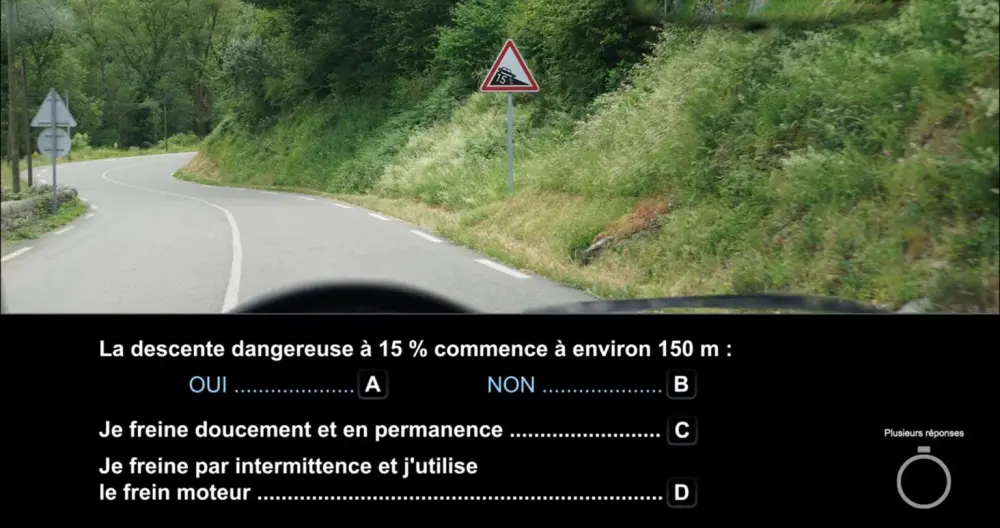 15
La descente dangereuse à 15 % commence à environ 150 m :
OUI .................... A NON .................... B
Je freine doucement et en permanence ......................... C
Plusieurs réponses
Je freine par intermittence et j'utilise
le frein moteur .................................................................... D